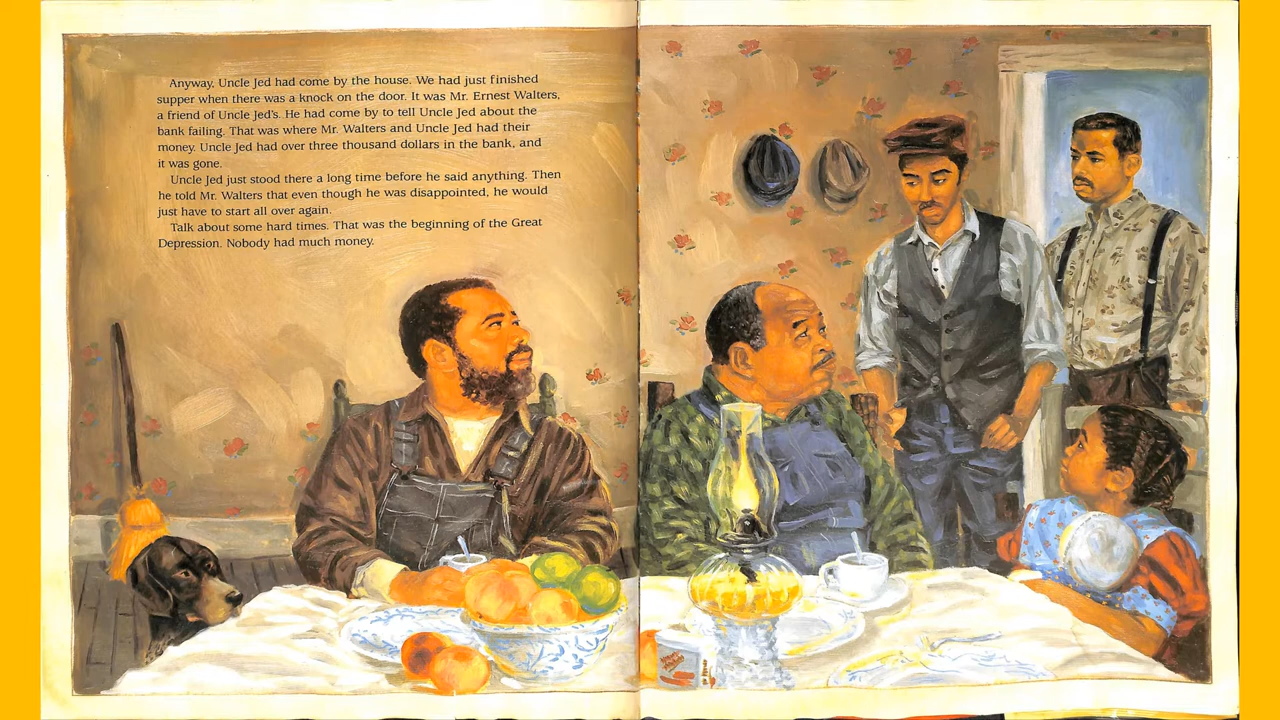 Anyway, Uncle Jed had come by the house. We had just finished
supper when there was a knock on the door. It was Mr. Ernest Walters,
a friend of Uncle Jed's. He had come by to tell Uncle Jed about the
bank failing. That was where Mr. Walters and Uncle Jed had their
money. Uncle Jed had over three thousand dollars in the bank, and
it was gone.
Uncle Jed just stood there a long time before he said anything. Then
he told Mr. Walters that even though he was disappointed, he would
just have to start all over again.
Talk about some hard times. That was the beginning of the Great
Depression. Nobody had much money.